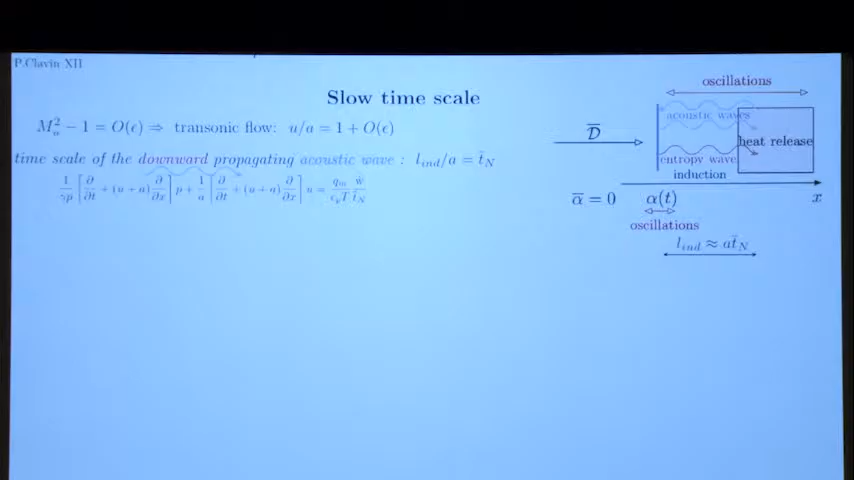 P.Clavin XII
Slow time scale
M_u^2 − 1 = O(ϵ) ⇒ transonic flow: u/a = 1 + O(ϵ)
time scale of the downward propagating acoustic wave : l_ind/a = t̄_N
1/(γp) [∂/∂t + (u + a) ∂/∂x] p + 1/a [∂/∂t + (u + a) ∂/∂x] u = q_m/(c_p T) ẇ/t̄_N
oscillations
acoustic waves
D̄
heat release
entropy wave
induction
ᾱ = 0
α(t)
x
oscillations
l_ind ≈ at̄_N